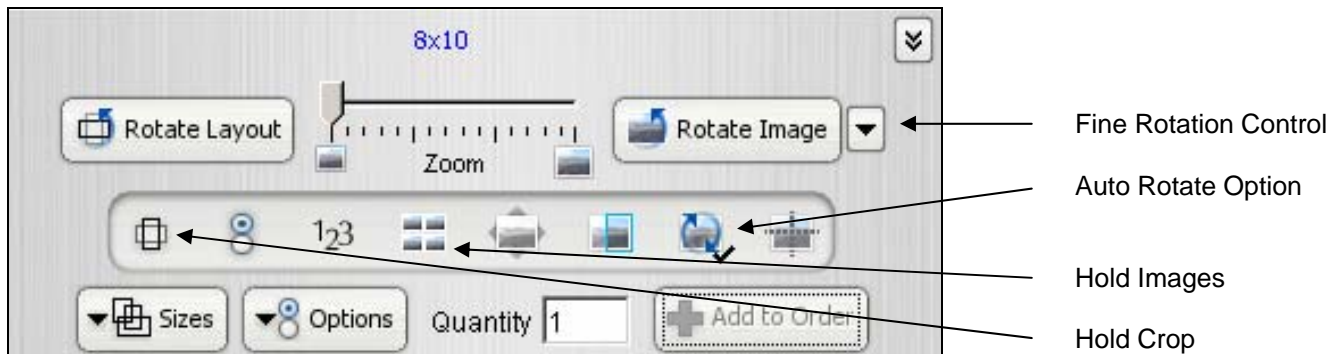 8x10
Rotate Layout
Zoom
Rotate Image
Fine Rotation Control
Auto Rotate Option
123
Hold Images
Sizes
Options
Quantity 1
Add to Order
Hold Crop